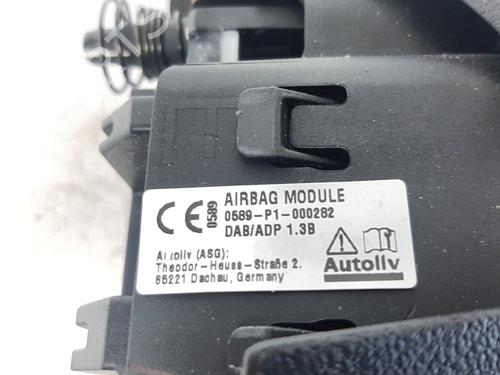 CE 0589
AIRBAG MODULE
0589-P1-000282
DAB/ADP 1.3B
Autoliv (ASG):
Theodor-Heuss-Straße 2.
85221 Dachau, Germany
Autoliv